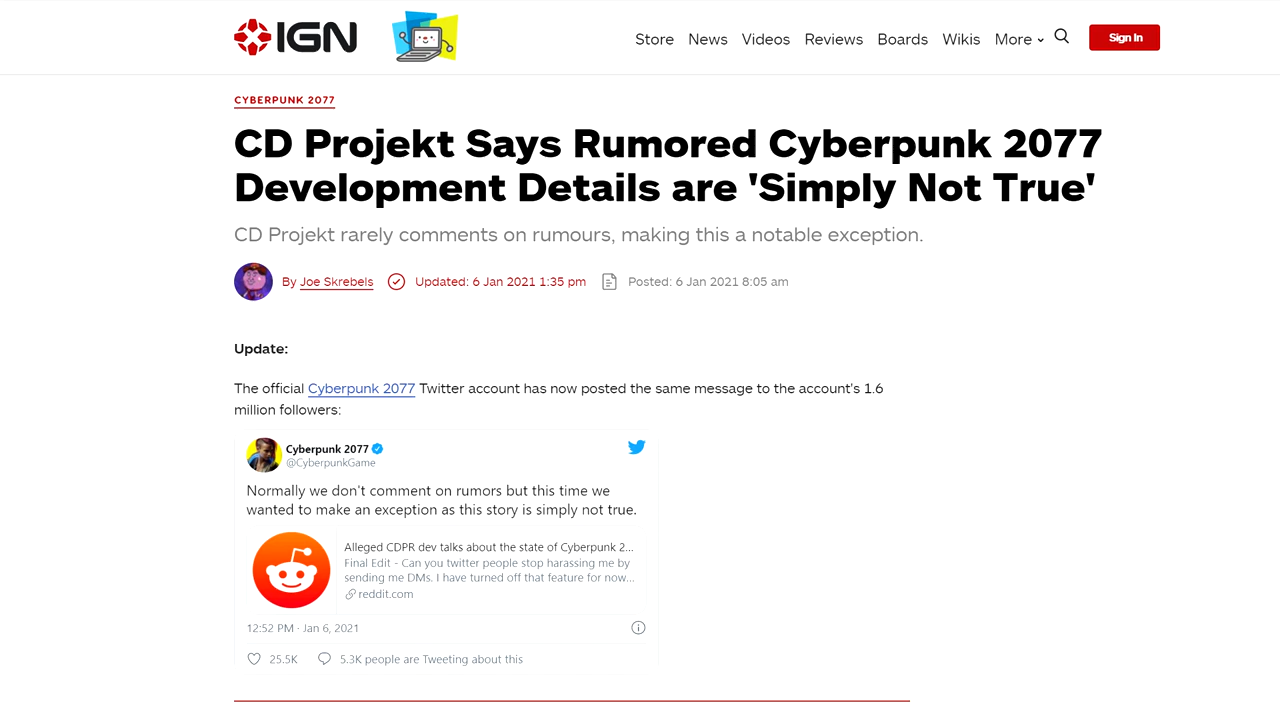 IGN
Store News Videos Reviews Boards Wikis More Sign In
CYBERPUNK 2077
CD Projekt Says Rumored Cyberpunk 2077
Development Details are 'Simply Not True'
CD Projekt rarely comments on rumours, making this a notable exception.
By Joe Skrebels Updated: 6 Jan 2021 1:35 pm Posted: 6 Jan 2021 8:05 am
Update:
The official Cyberpunk 2077 Twitter account has now posted the same message to the account's 1.6
million followers:
Cyberpunk 2077
@CyberpunkGame
Normally we don't comment on rumors but this time we
wanted to make an exception as this story is simply not true.
Alleged CDPR dev talks about the state of Cyberpunk 2...
Final Edit - Can you twitter people stop harassing me by
sending me DMs. I have turned off that feature for now...
reddit.com
12:52 PM · Jan 6, 2021
25.5K 5.3K people are Tweeting about this